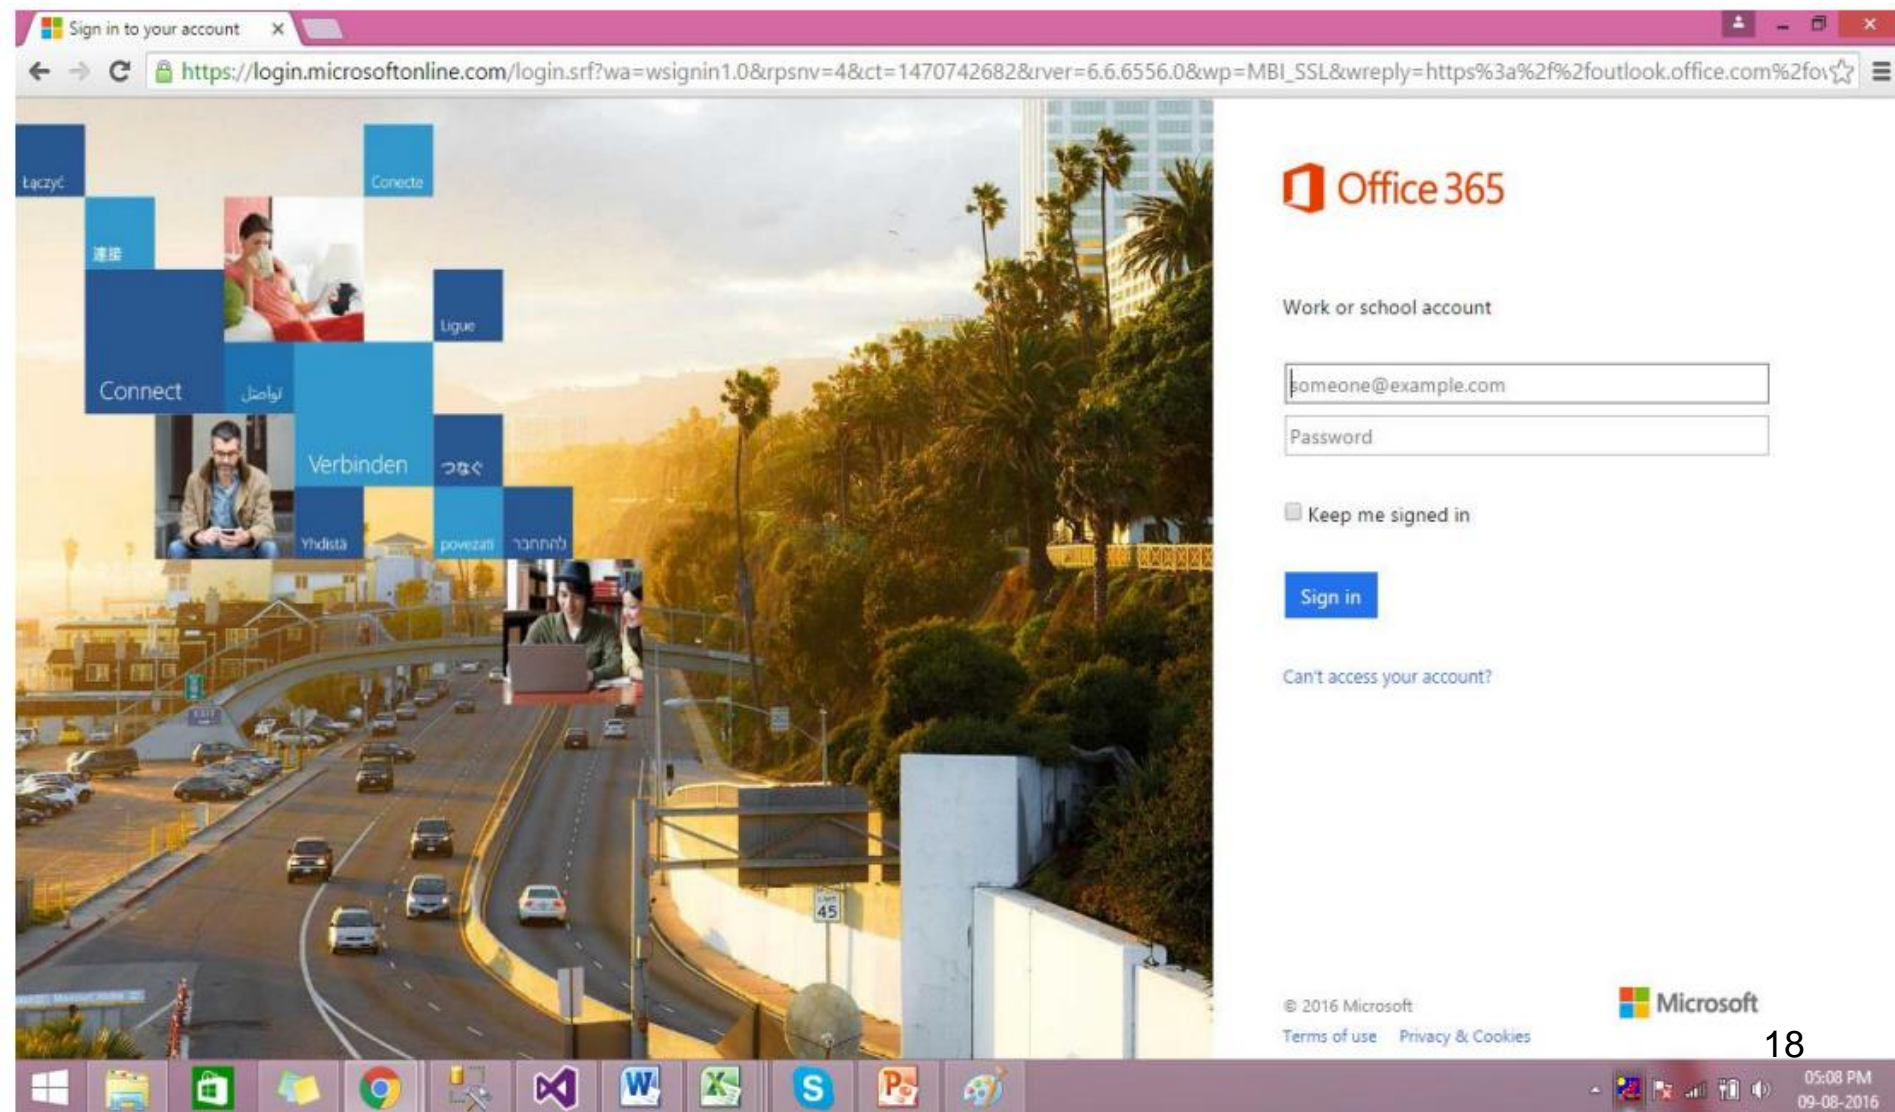 Sign in to your account
https://login.microsoftonline.com/login.srf?wa=wsignin1.0&rpsnv=4&ct=1470742682&rver=6.6.6556.0&wp=MBI_SSL&wreply=https%3a%2f%2foutlook.office.com%2fov
Łączyć
Conecte
連接
Ligue
Connect
تواصل
Verbinden
つなぐ
Yhdistä
povezati
להתחבר
EXIT
45
Office 365
Work or school account
someone@example.com
Password
Keep me signed in
Sign in
Can't access your account?
© 2016 Microsoft
Microsoft
Terms of use Privacy & Cookies
18
05:08 PM
09-08-2016